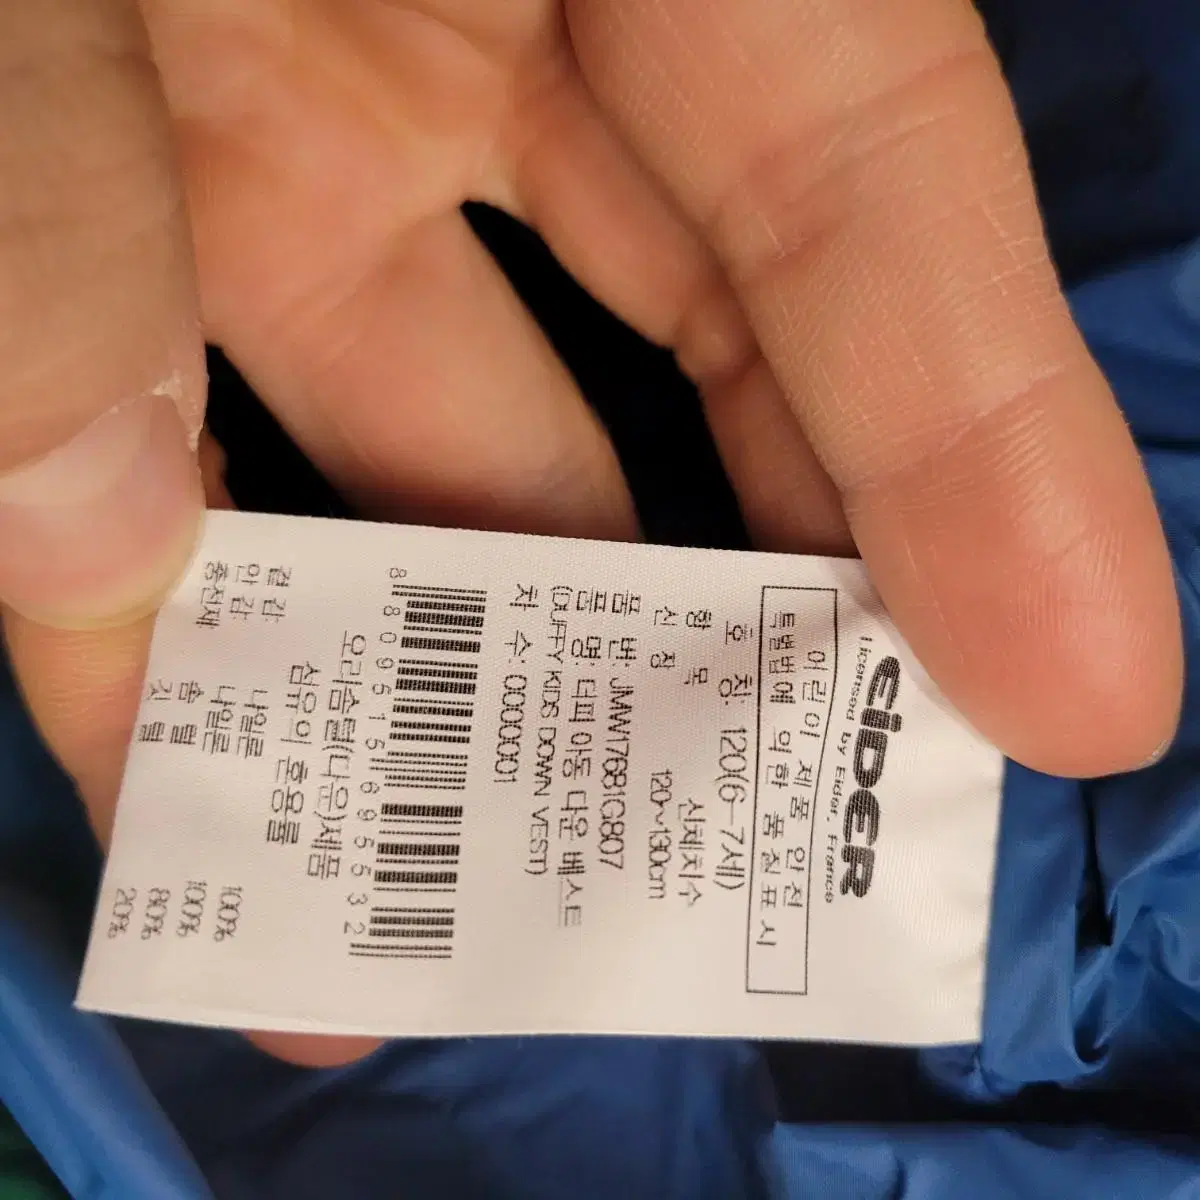 EiDER
Licensed by Eider, France
어린이 제품 안전
특별법에 의한 품질표시
호 칭: 120(6-7세)
항 목 신체치수
신 장 120~130cm
품 번: JMW17681G807
품 명: 더피 아동 다운 베스트
(DUFFY KIDS DOWN VEST)
차 수: 0000001
8 809515 695532
오리솜털(다운)제품
섬유의 혼용률
겉 감 나일론 100%
안 감 나일론 100%
충전재 솜 털 80%
깃 털 20%